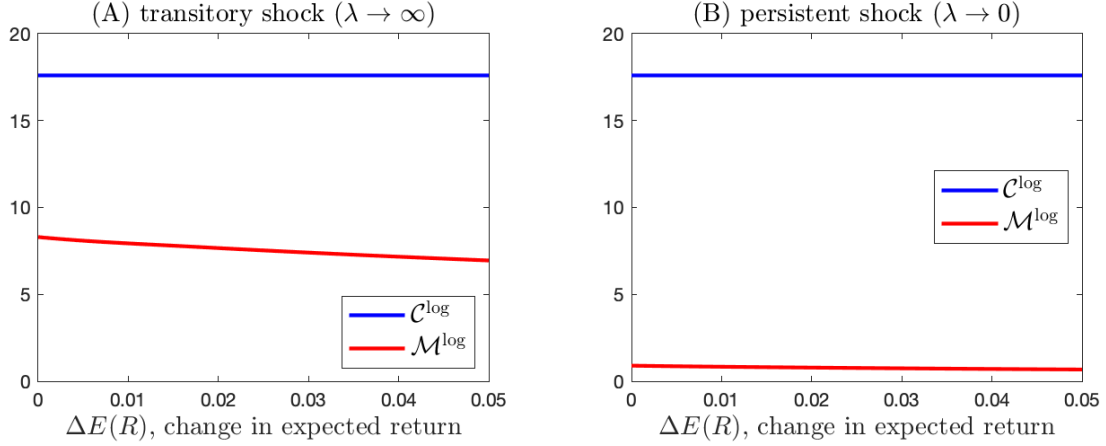 (A) transitory shock (λ → ∞)
20
15
10
5
0
0 0.01 0.02 0.03 0.04 0.05
𝒞^log
ℳ^log
ΔE(R), change in expected return
(B) persistent shock (λ → 0)
20
15
10
5
0
0 0.01 0.02 0.03 0.04 0.05
𝒞^log
ℳ^log
ΔE(R), change in expected return